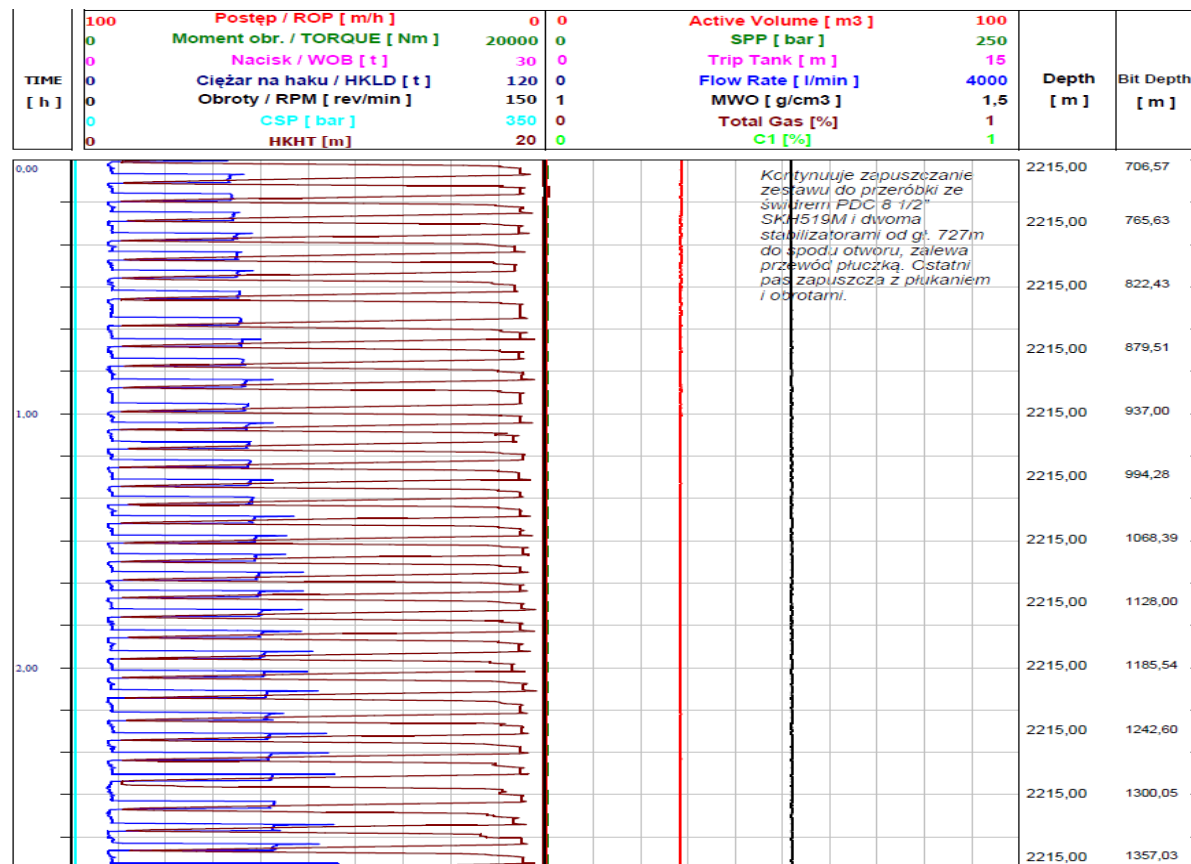 100 Postęp / ROP [ m/h ] 0 0 Active Volume [ m3 ] 100
0 Moment obr. / TORQUE [ Nm ] 20000 0 SPP [ bar ] 250
0 Nacisk / WOB [ t ] 30 0 Trip Tank [ m ] 15
TIME 0 Ciężar na haku / HKLD [ t ] 120 0 Flow Rate [ l/min ] 4000 Depth Bit Depth
[ h ] 0 Obroty / RPM [ rev/min ] 150 1 MWO [ g/cm3 ] 1,5 [ m ] [ m ]
0 CSP [ bar ] 350 0 Total Gas [%] 1
0 HKHT [m] 20 0 C1 [%] 1
0,00
Kontynuuje zapuszczanie
zestawu do przeróbki ze
świdrem PDC 8 1/2"
SKH519M i dwoma
stabilizatorami od gł. 727m
do spodu otworu, zalewa
przewód płuczką. Ostatni
pas zapuszcza z płukaniem
i obrotami.
2215,00 706,57
2215,00 765,63
2215,00 822,43
2215,00 879,51
1,00 2215,00 937,00
2215,00 994,28
2215,00 1068,39
2215,00 1128,00
2,00 2215,00 1185,54
2215,00 1242,60
2215,00 1300,05
2215,00 1357,03